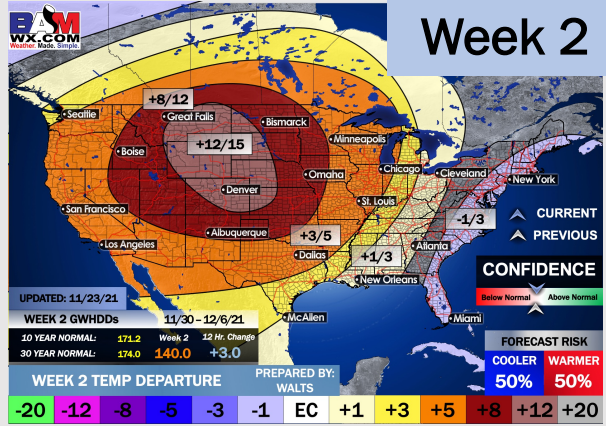 BAM
WX.COM
Weather. Made. Simple.
Week 2
+8/12
Seattle
Great Falls
Bismarck
+12/15
Minneapolis
Boise
Chicago
Cleveland
Omaha
New York
Denver
St. Louis
San Francisco
-1/3
CURRENT
Albuquerque
+3/5
PREVIOUS
Los Angeles
Atlanta
Dallas
+1/3
CONFIDENCE
New Orleans
Below Normal
Above Normal
UPDATED: 11/23/21
McAllen
Miami
WEEK 2 GWHDDs 11/30 – 12/6/21
10 YEAR NORMAL: 171.2 Week 2 12 Hr. Change
30 YEAR NORMAL: 174.0 140.0 +3.0
FORECAST RISK
COOLER WARMER
50% 50%
WEEK 2 TEMP DEPARTURE
PREPARED BY:
WALTS
-20 -12 -8 -5 -3 -1 EC +1 +3 +5 +8 +12 +20